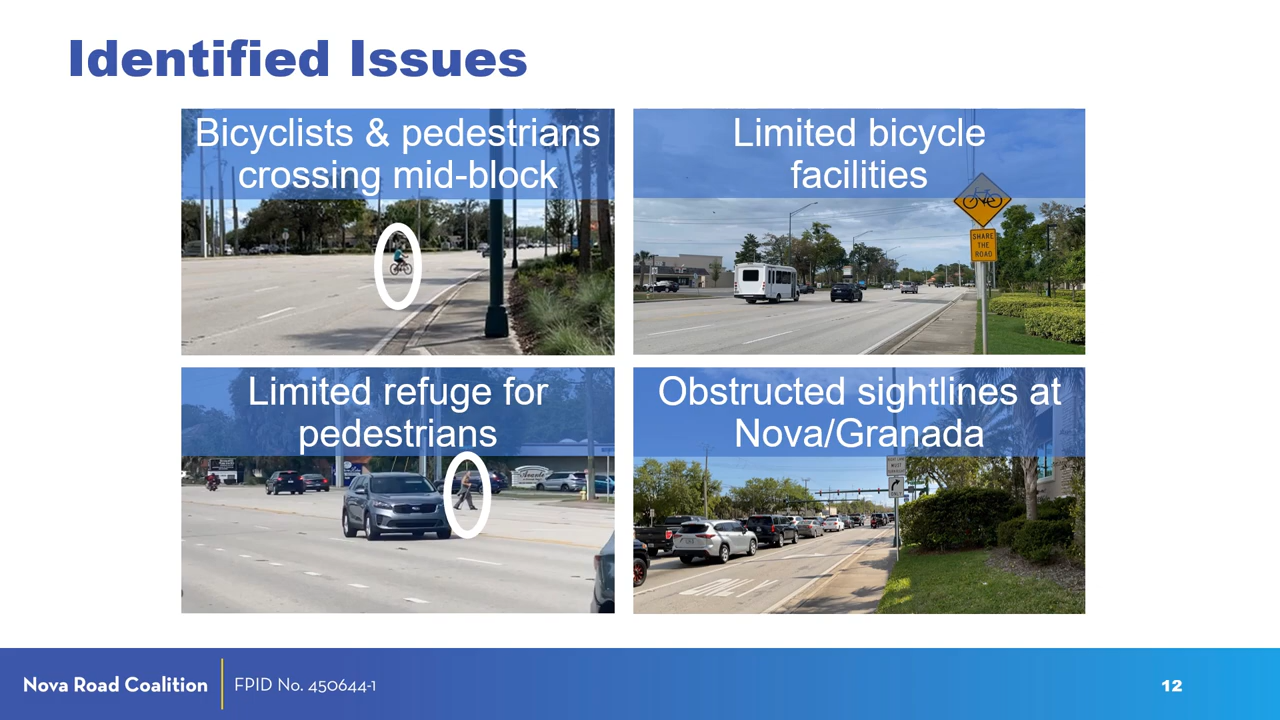 Identified Issues
Bicyclists & pedestrians
crossing mid-block
Limited bicycle
facilities
SHARE
THE
ROAD
Limited refuge for
pedestrians
Obstructed sightlines at
Nova/Granada
ONLY
Nova Road Coalition
FPID No. 450644-1
12